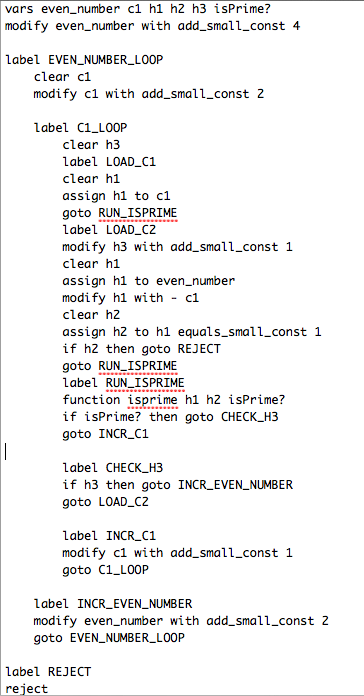 vars even_number c1 h1 h2 h3 isPrime?
modify even_number with add_small_const 4
label EVEN_NUMBER_LOOP
clear c1
modify c1 with add_small_const 2
label C1_LOOP
clear h3
label LOAD_C1
clear h1
assign h1 to c1
goto RUN_ISPRIME
label LOAD_C2
modify h3 with add_small_const 1
clear h1
assign h1 to even_number
modify h1 with - c1
clear h2
assign h2 to h1 equals_small_const 1
if h2 then goto REJECT
goto RUN_ISPRIME
label RUN_ISPRIME
function isprime h1 h2 isPrime?
if isPrime? then goto CHECK_H3
goto INCR_C1
label CHECK_H3
if h3 then goto INCR_EVEN_NUMBER
goto LOAD_C2
label INCR_C1
modify c1 with add_small_const 1
goto C1_LOOP
label INCR_EVEN_NUMBER
modify even_number with add_small_const 2
goto EVEN_NUMBER_LOOP
label REJECT
reject